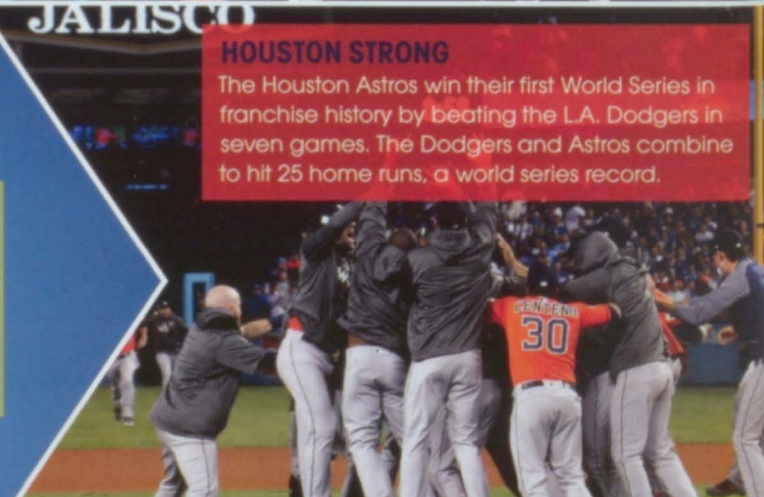 JALISCO
HOUSTON STRONG
The Houston Astros win their first World Series in
franchise history by beating the L.A. Dodgers in
seven games. The Dodgers and Astros combine
to hit 25 home runs, a world series record.
CENTENO
30